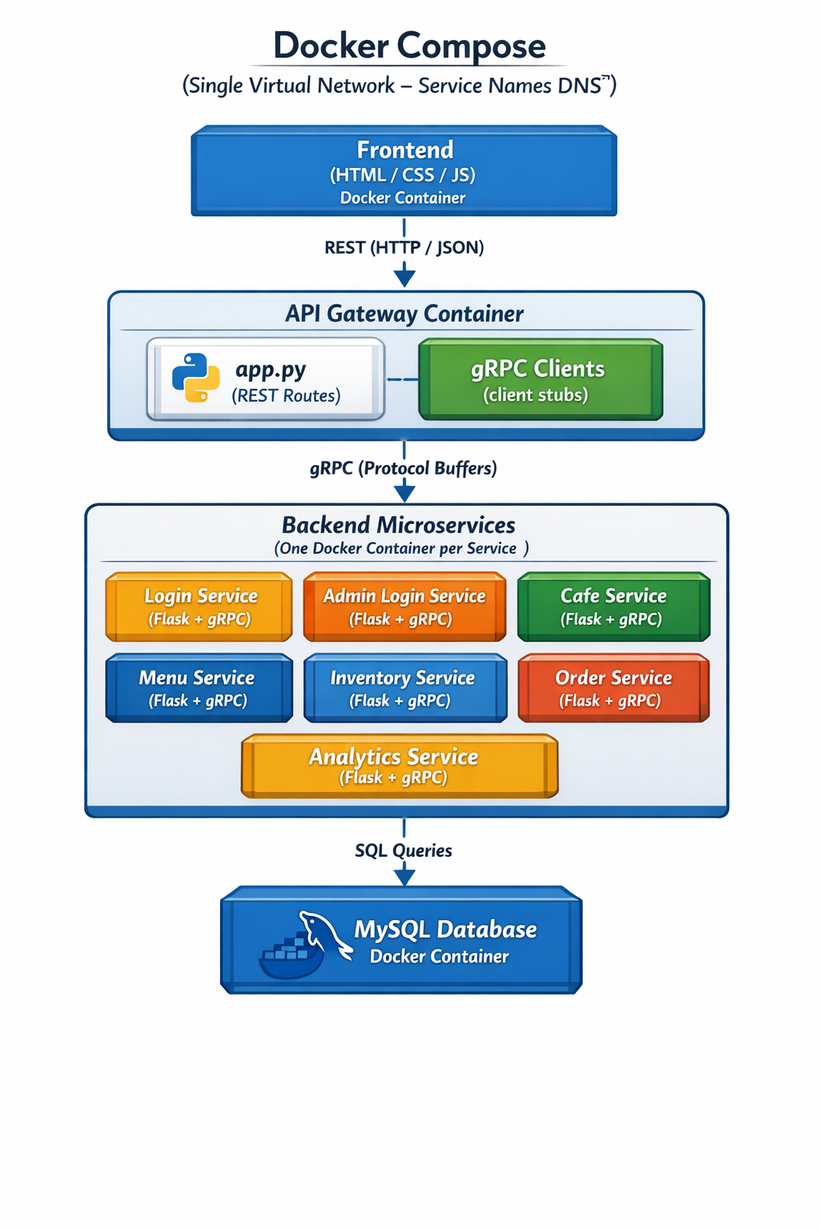 Docker Compose
(Single Virtual Network – Service Names DNS)
Frontend
(HTML / CSS / JS)
Docker Container
REST (HTTP / JSON)
API Gateway Container
app.py
(REST Routes)
gRPC Clients
(client stubs)
gRPC (Protocol Buffers)
Backend Microservices
(One Docker Container per Service )
Login Service
(Flask + gRPC)
Admin Login Service
(Flask + gRPC)
Cafe Service
(Flask + gRPC)
Menu Service
(Flask + gRPC)
Inventory Service
(Flask + gRPC)
Order Service
(Flask + gRPC)
Analytics Service
(Flask + gRPC)
SQL Queries
MySQL Database
Docker Container